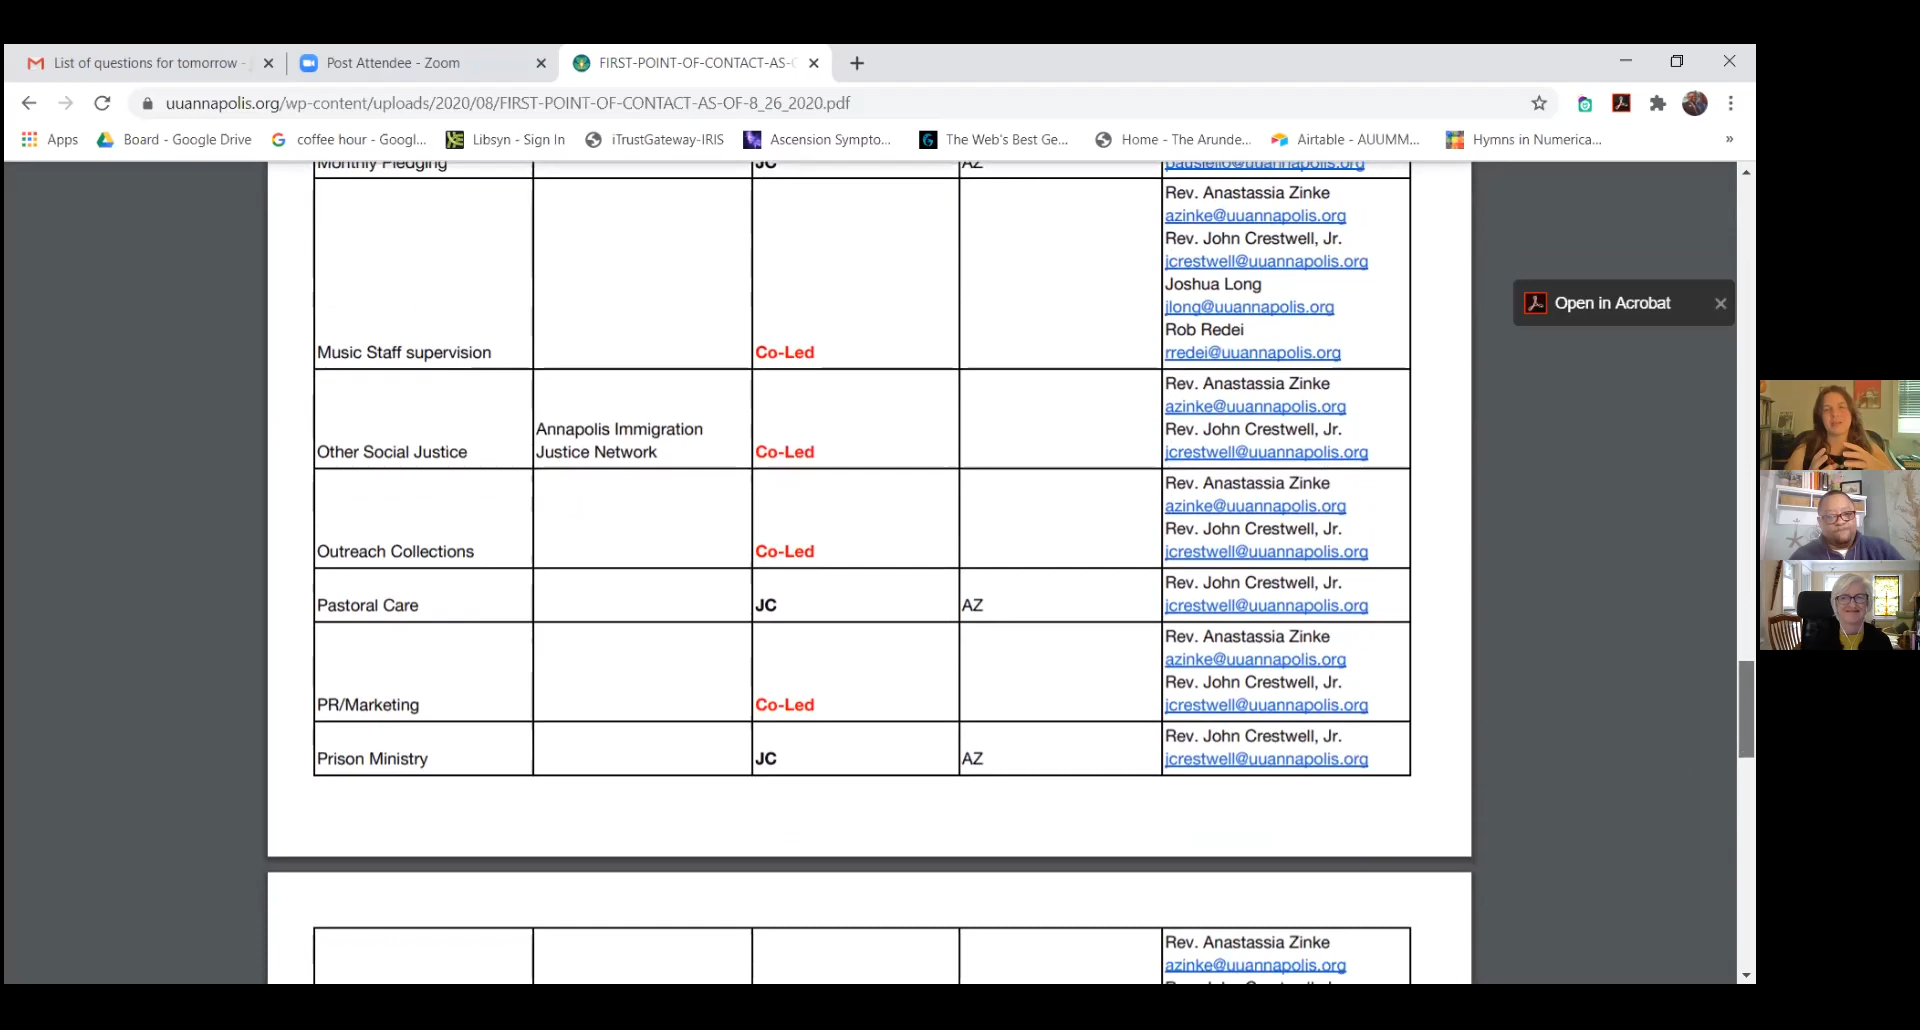 List of questions for tomorrow -
Post Attendee - Zoom
FIRST-POINT-OF-CONTACT-AS-
uuannapolis.org/wp-content/uploads/2020/08/FIRST-POINT-OF-CONTACT-AS-OF-8_26_2020.pdf
Apps
Board - Google Drive
coffee hour - Googl...
Libsyn - Sign In
iTrustGateway-IRIS
Ascension Sympto...
The Web's Best Ge...
Home - The Arunde...
Airtable - AUUMM...
Hymns in Numerica...
»
Monthly Pledging JC AZ pausiello@uuannapolis.org
Rev. Anastassia Zinke
azinke@uuannapolis.org
Rev. John Crestwell, Jr.
jcrestwell@uuannapolis.org
Joshua Long
jlong@uuannapolis.org
Rob Redei
Music Staff supervision Co-Led rredei@uuannapolis.org
Open in Acrobat
Rev. Anastassia Zinke
azinke@uuannapolis.org
Annapolis Immigration Rev. John Crestwell, Jr.
Other Social Justice Justice Network Co-Led jcrestwell@uuannapolis.org
Rev. Anastassia Zinke
azinke@uuannapolis.org
Rev. John Crestwell, Jr.
Outreach Collections Co-Led jcrestwell@uuannapolis.org
Rev. John Crestwell, Jr.
Pastoral Care JC AZ jcrestwell@uuannapolis.org
Rev. Anastassia Zinke
azinke@uuannapolis.org
Rev. John Crestwell, Jr.
PR/Marketing Co-Led jcrestwell@uuannapolis.org
Rev. John Crestwell, Jr.
Prison Ministry JC AZ jcrestwell@uuannapolis.org
Rev. Anastassia Zinke
azinke@uuannapolis.org